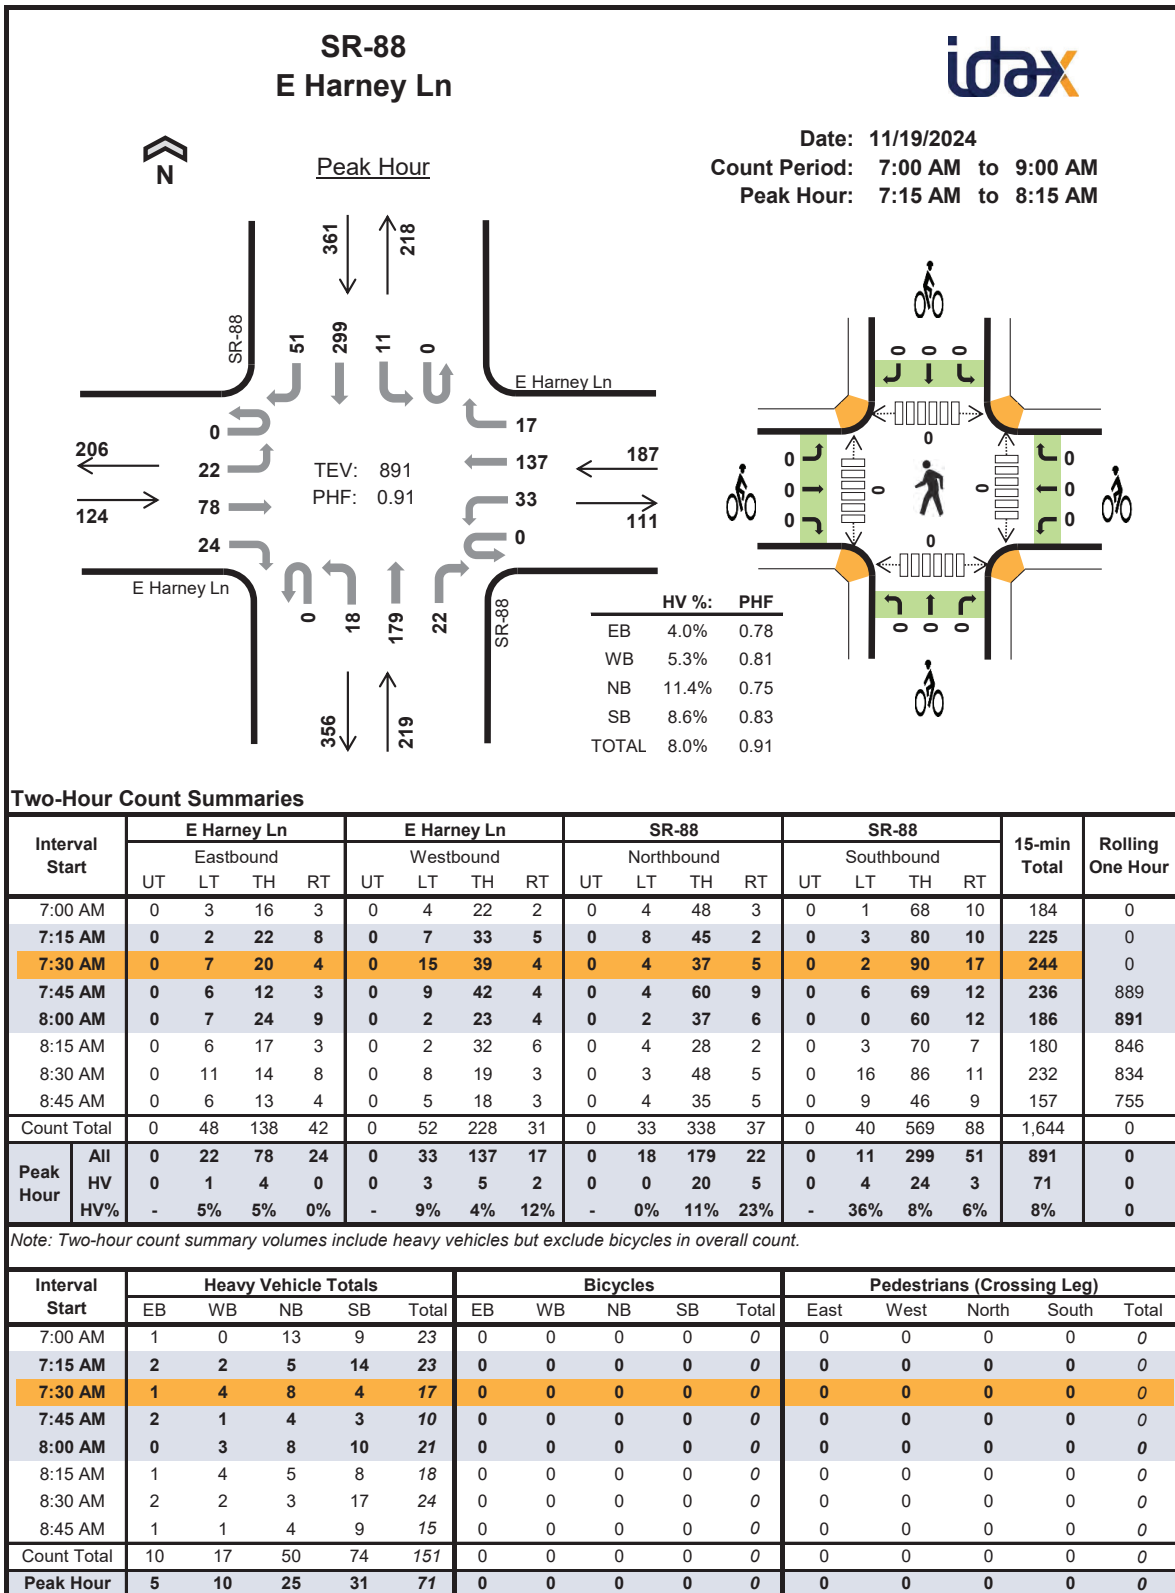 SR-88
E Harney Ln
idax
Date: 11/19/2024
Count Period: 7:00 AM to 9:00 AM
Peak Hour: 7:15 AM to 8:15 AM
N
Peak Hour
361
218
SR-88
51
299
11
0
E Harney Ln
0
22
78
24
206
124
TEV: 891
PHF: 0.91
17
137
33
0
187
111
E Harney Ln
0
18
179
22
SR-88
356
219
HV %: PHF
EB 4.0% 0.78
WB 5.3% 0.81
NB 11.4% 0.75
SB 8.6% 0.83
TOTAL 8.0% 0.91
0 0 0
0
0
0
0
0
0
0
0
0
0
0 0 0
Two-Hour Count Summaries
Interval Start E Harney Ln E Harney Ln SR-88 SR-88 15-min Total Rolling One Hour
Eastbound Westbound Northbound Southbound
UT LT TH RT UT LT TH RT UT LT TH RT UT LT TH RT
7:00 AM 0 3 16 3 0 4 22 2 0 4 48 3 0 1 68 10 184 0
7:15 AM 0 2 22 8 0 7 33 5 0 8 45 2 0 3 80 10 225 0
7:30 AM 0 7 20 4 0 15 39 4 0 4 37 5 0 2 90 17 244 0
7:45 AM 0 6 12 3 0 9 42 4 0 4 60 9 0 6 69 12 236 889
8:00 AM 0 7 24 9 0 2 23 4 0 2 37 6 0 0 60 12 186 891
8:15 AM 0 6 17 3 0 2 32 6 0 4 28 2 0 3 70 7 180 846
8:30 AM 0 11 14 8 0 8 19 3 0 3 48 5 0 16 86 11 232 834
8:45 AM 0 6 13 4 0 5 18 3 0 4 35 5 0 9 46 9 157 755
Count Total 0 48 138 42 0 52 228 31 0 33 338 37 0 40 569 88 1,644 0
Peak Hour All 0 22 78 24 0 33 137 17 0 18 179 22 0 11 299 51 891 0
HV 0 1 4 0 0 3 5 2 0 0 20 5 0 4 24 3 71 0
HV% - 5% 5% 0% - 9% 4% 12% - 0% 11% 23% - 36% 8% 6% 8% 0
Note: Two-hour count summary volumes include heavy vehicles but exclude bicycles in overall count.
Interval Start Heavy Vehicle Totals Bicycles Pedestrians (Crossing Leg)
EB WB NB SB Total EB WB NB SB Total East West North South Total
7:00 AM 1 0 13 9 23 0 0 0 0 0 0 0 0 0 0
7:15 AM 2 2 5 14 23 0 0 0 0 0 0 0 0 0 0
7:30 AM 1 4 8 4 17 0 0 0 0 0 0 0 0 0 0
7:45 AM 2 1 4 3 10 0 0 0 0 0 0 0 0 0 0
8:00 AM 0 3 8 10 21 0 0 0 0 0 0 0 0 0 0
8:15 AM 1 4 5 8 18 0 0 0 0 0 0 0 0 0 0
8:30 AM 2 2 3 17 24 0 0 0 0 0 0 0 0 0 0
8:45 AM 1 1 4 9 15 0 0 0 0 0 0 0 0 0 0
Count Total 10 17 50 74 151 0 0 0 0 0 0 0 0 0 0
Peak Hour 5 10 25 31 71 0 0 0 0 0 0 0 0 0 0